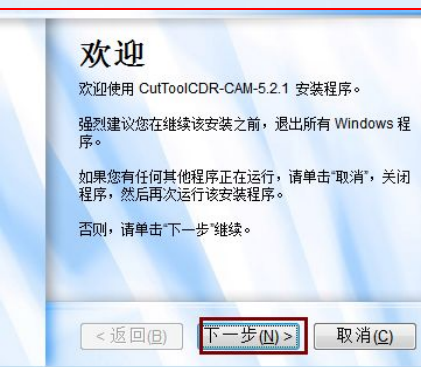 欢迎
欢迎使用 CutToolCDR-CAM-5.2.1 安装程序。
强烈建议您在继续该安装之前，退出所有 Windows 程
序。
如果您有任何其他程序正在运行，请单击“取消”，关闭
程序，然后再次运行该安装程序。
否则，请单击“下一步”继续。
< 返回(B) 下一步(N) > 取消(C)